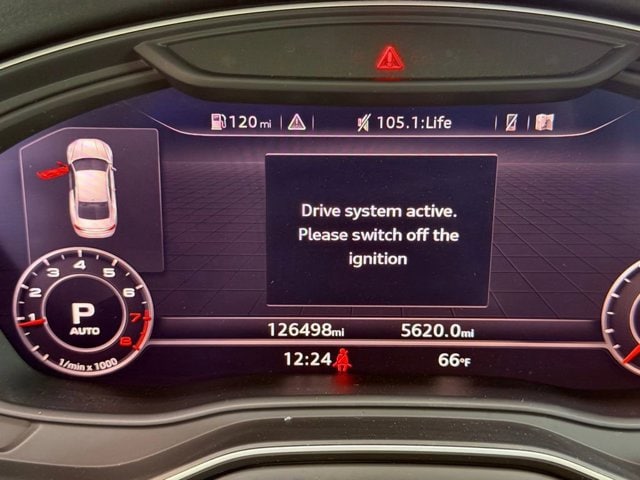 120 mi
105.1:Life
Drive system active.
Please switch off the
ignition
1 2 3 4 5 6 7 8
P
AUTO
1/min x 1000
126498mi
5620.0mi
12:24
66°F